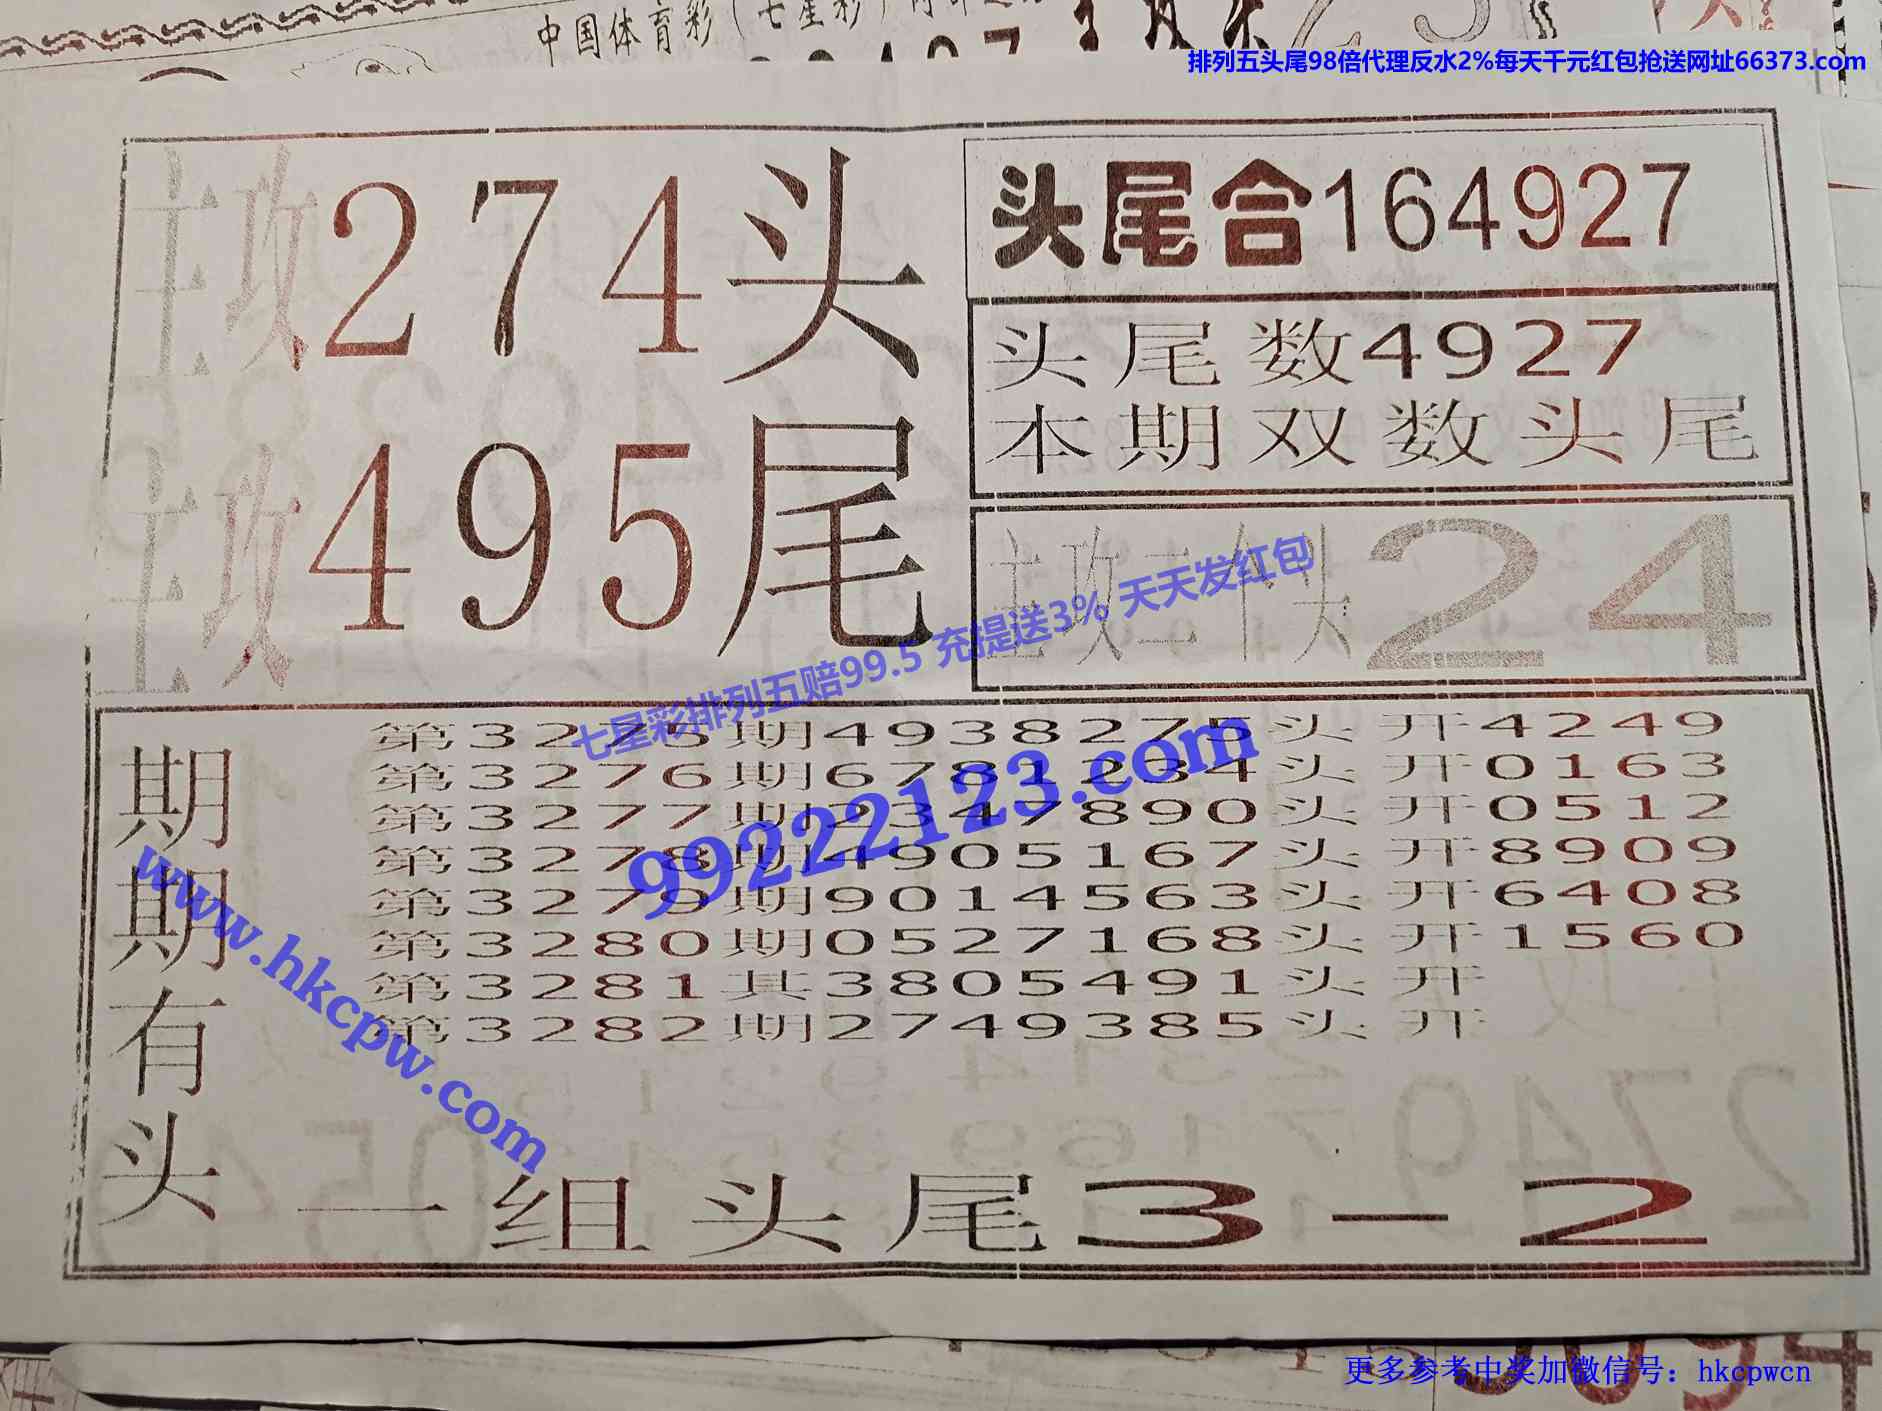 中国体育彩(七星彩)
排列五头尾98倍代理反水2%每天千元红包抢送网址66373.com
主攻274头
主攻495尾
头尾合164927
头尾数4927
本期双数头尾
主攻二个头24
七星彩排列五赔99.5 充提送3% 天天发红包
99222123.com
www.hkcpw.com
期期有头
第3275期4938275头开4249
第3276期6781234头开0163
第3277期2347890头开0512
第3278期4905167头开8909
第3279期9014563头开6408
第3280期0527168头开1560
第3281其3805491头开
第3282期2749385头开
一组头尾3-2
更多参考中奖加微信号：hkcpwcn